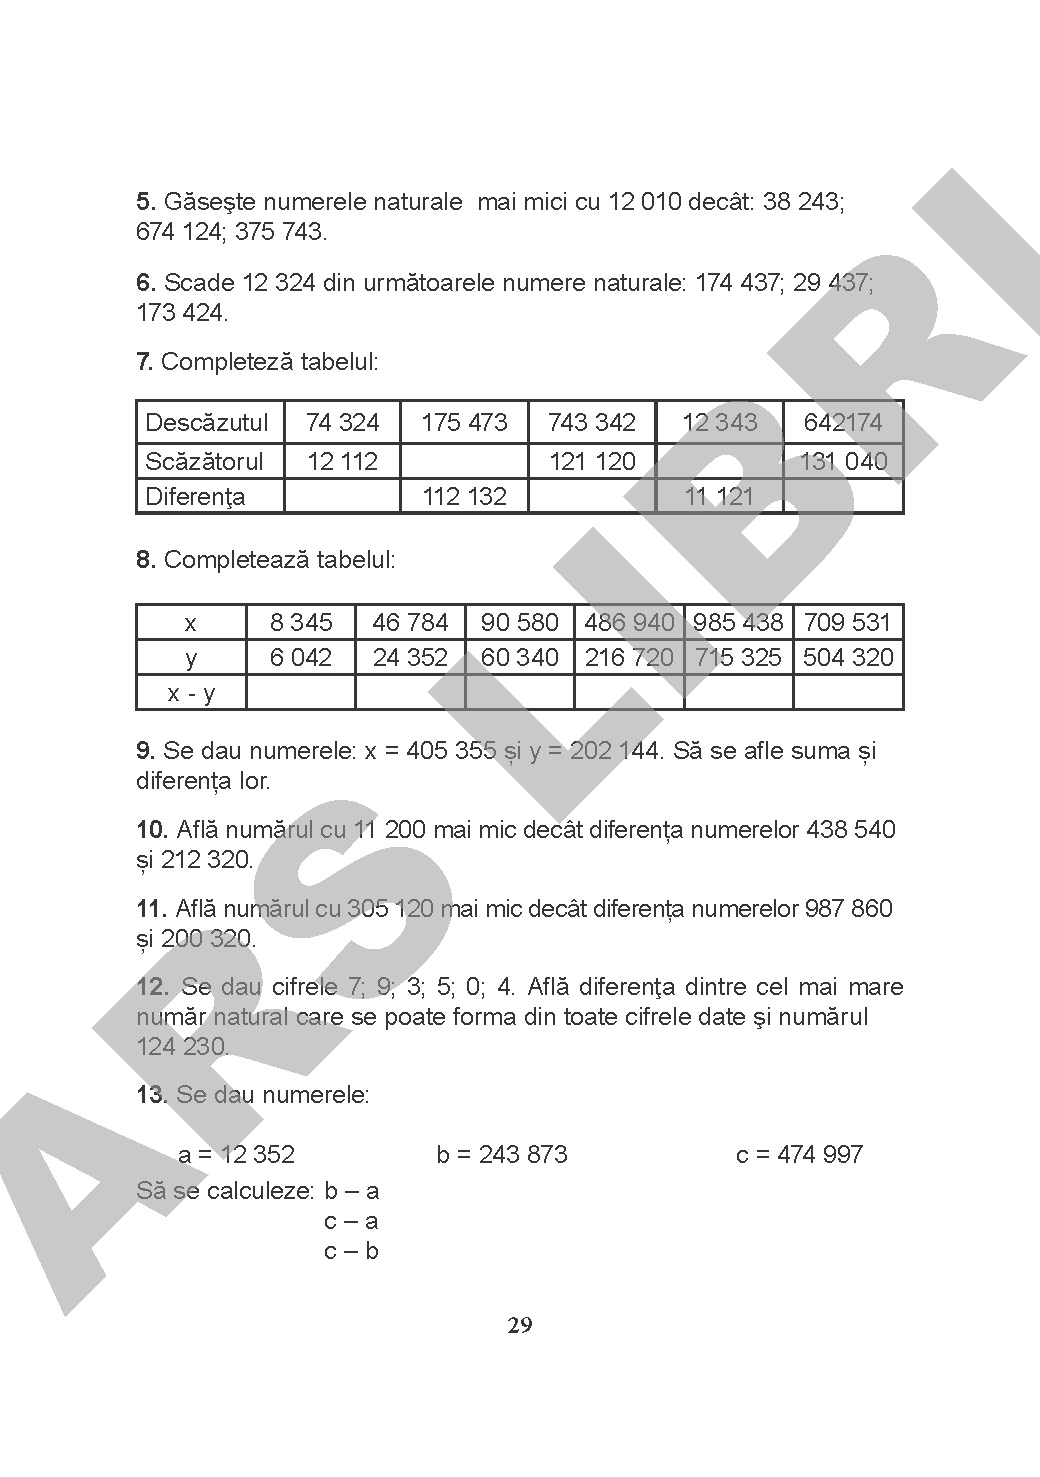 5. Găseşte numerele naturale  mai mici cu 12 010 decât: 38 243;
674 124; 375 743.
6. Scade 12 324 din următoarele numere naturale: 174 437; 29 437;
173 424.
7. Completeză tabelul:
Descăzutul 74 324 175 473 743 342 12 343 642174
Scăzătorul 12 112 121 120 131 040
Diferenţa 112 132 11 121
8. Completează tabelul:
x 8 345 46 784 90 580 486 940 985 438 709 531
y 6 042 24 352 60 340 216 720 715 325 504 320
x - y
9. Se dau numerele: x = 405 355 și y = 202 144. Să se afle suma și
diferența lor.
10. Află numărul cu 11 200 mai mic decât diferența numerelor 438 540
și 212 320.
11. Află numărul cu 305 120 mai mic decât diferența numerelor 987 860
și 200 320.
12. Se dau cifrele 7; 9; 3; 5; 0; 4. Află diferenţa dintre cel mai mare
număr natural care se poate forma din toate cifrele date şi numărul
124 230.
13. Se dau numerele:
a = 12 352 b = 243 873 c = 474 997
Să se calculeze: b – a
c – a
c – b
29
ARS LIBRI